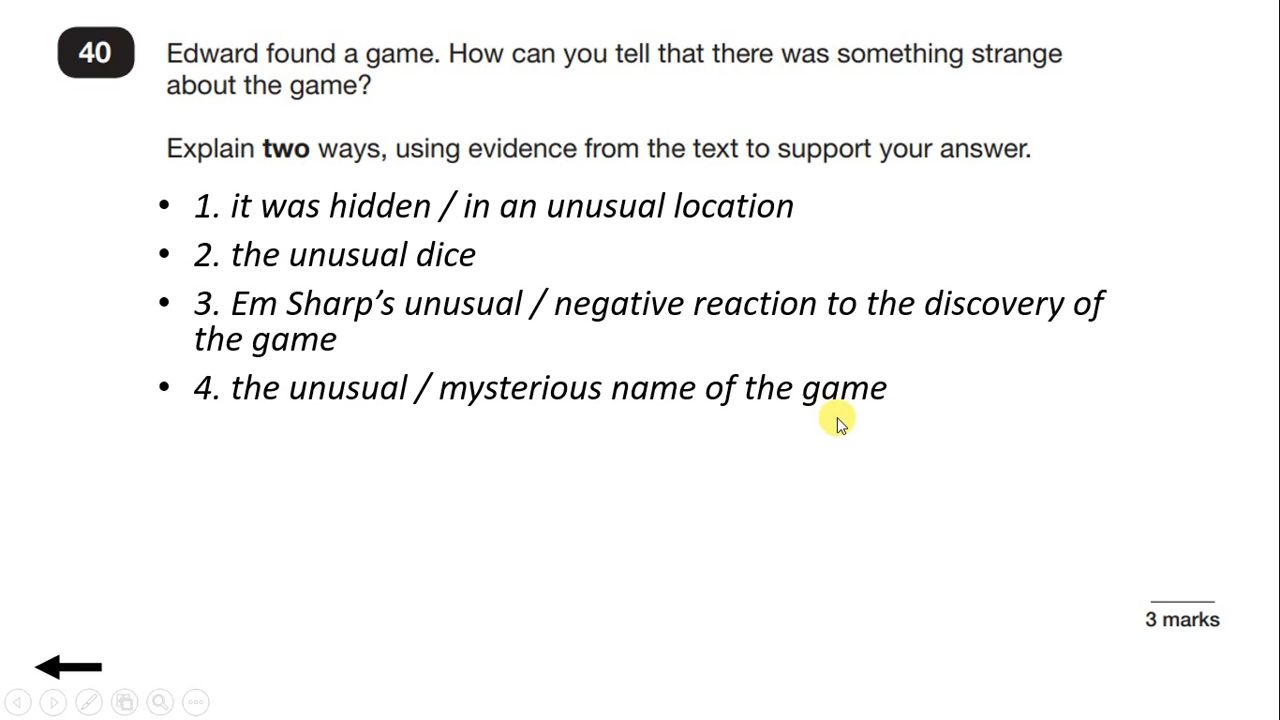 40
Edward found a game. How can you tell that there was something strange
about the game?
Explain two ways, using evidence from the text to support your answer.
• 1. it was hidden / in an unusual location
• 2. the unusual dice
• 3. Em Sharp’s unusual / negative reaction to the discovery of
the game
• 4. the unusual / mysterious name of the game
3 marks